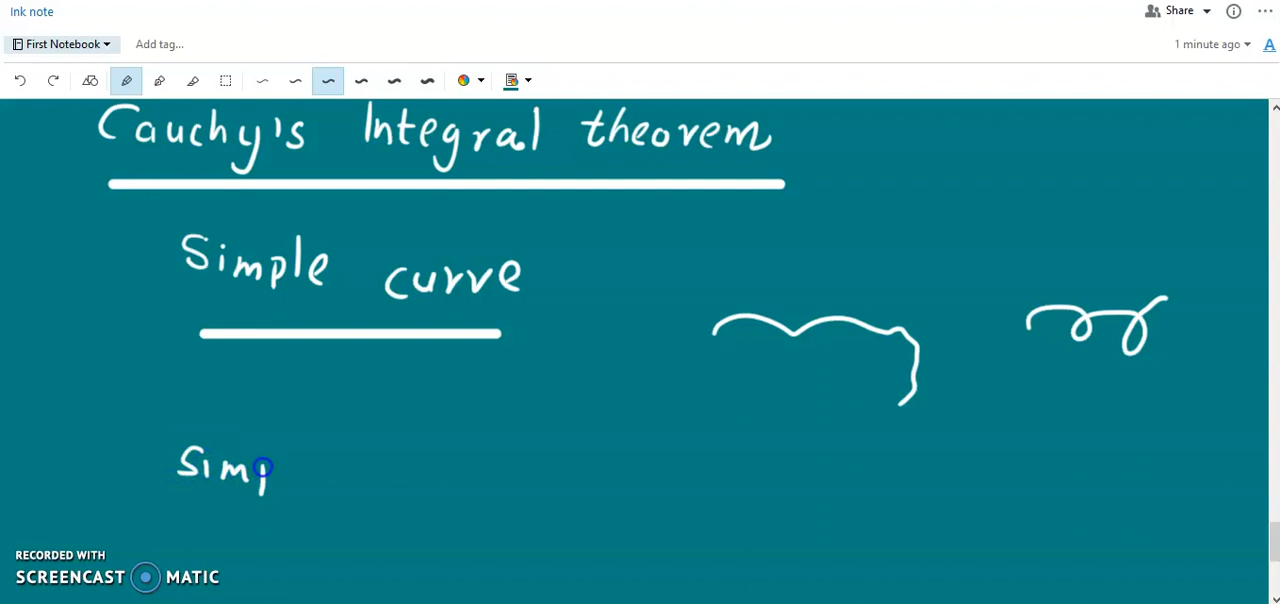 Ink note
Share
First Notebook
Add tag...
1 minute ago
A
Cauchy's Integral theorem
Simple curve
Simp
RECORDED WITH
SCREENCAST MATIC